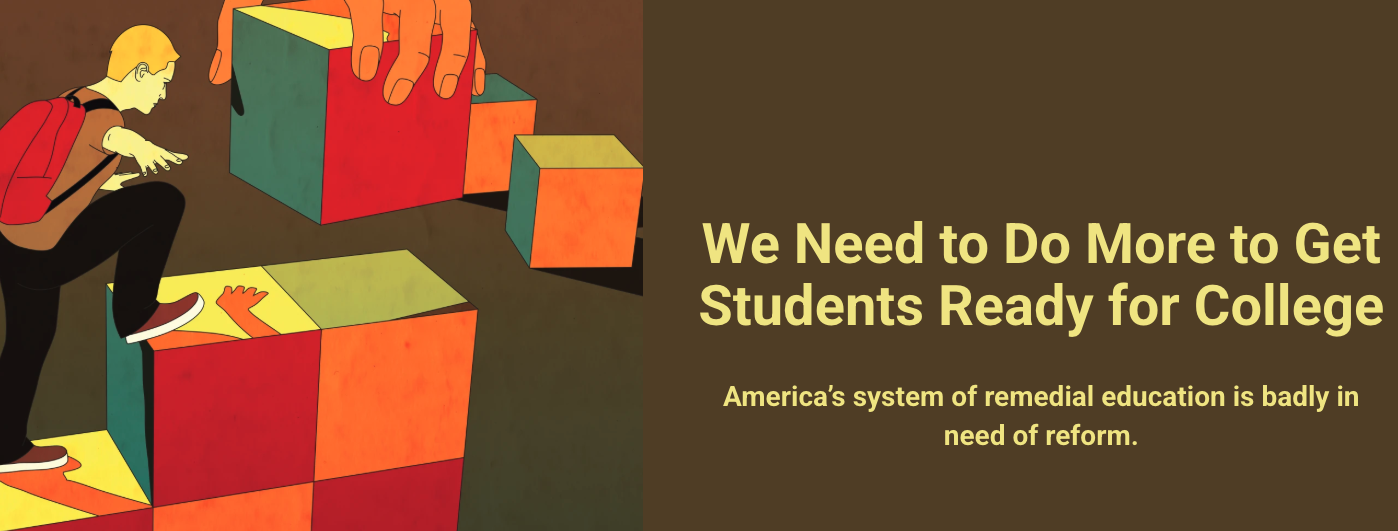 We Need to Do More to Get
Students Ready for College
America’s system of remedial education is badly in
need of reform.